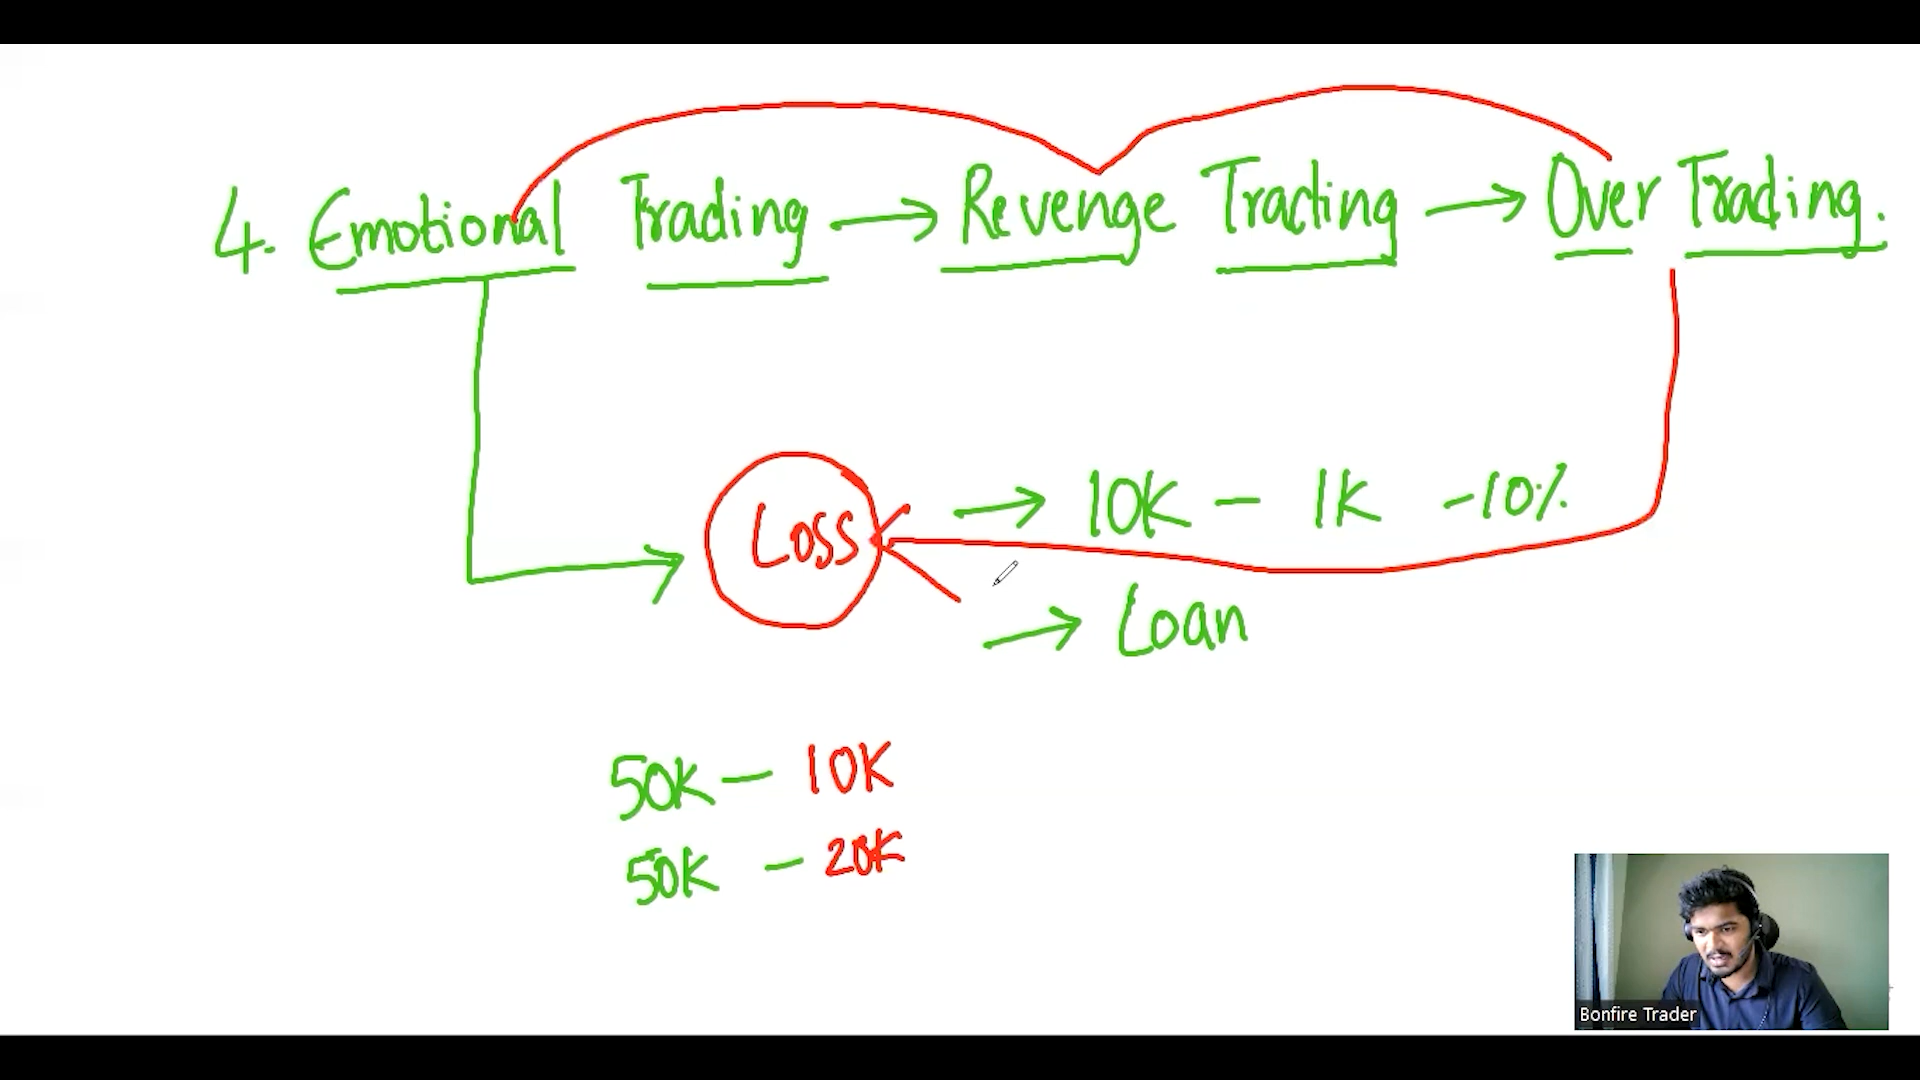 4. Emotional Trading → Revenge Trading → Over Trading.
Loss → 10K - 1K -10%
→ Loan
50K - 10K
50K - 20K
Bonfire Trader